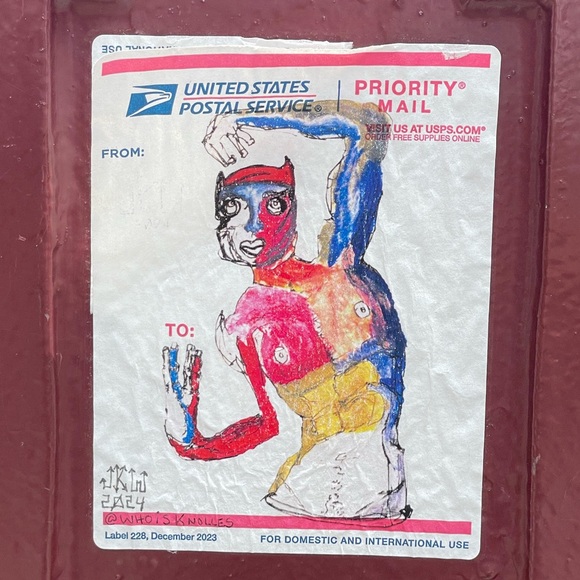 UNITED STATES
POSTAL SERVICE®
PRIORITY®
MAIL
VISIT US AT USPS.COM®
ORDER FREE SUPPLIES ONLINE
FROM:
TO:
JKW
2024
@WHOISKNOLLES
Label 228, December 2023
FOR DOMESTIC AND INTERNATIONAL USE